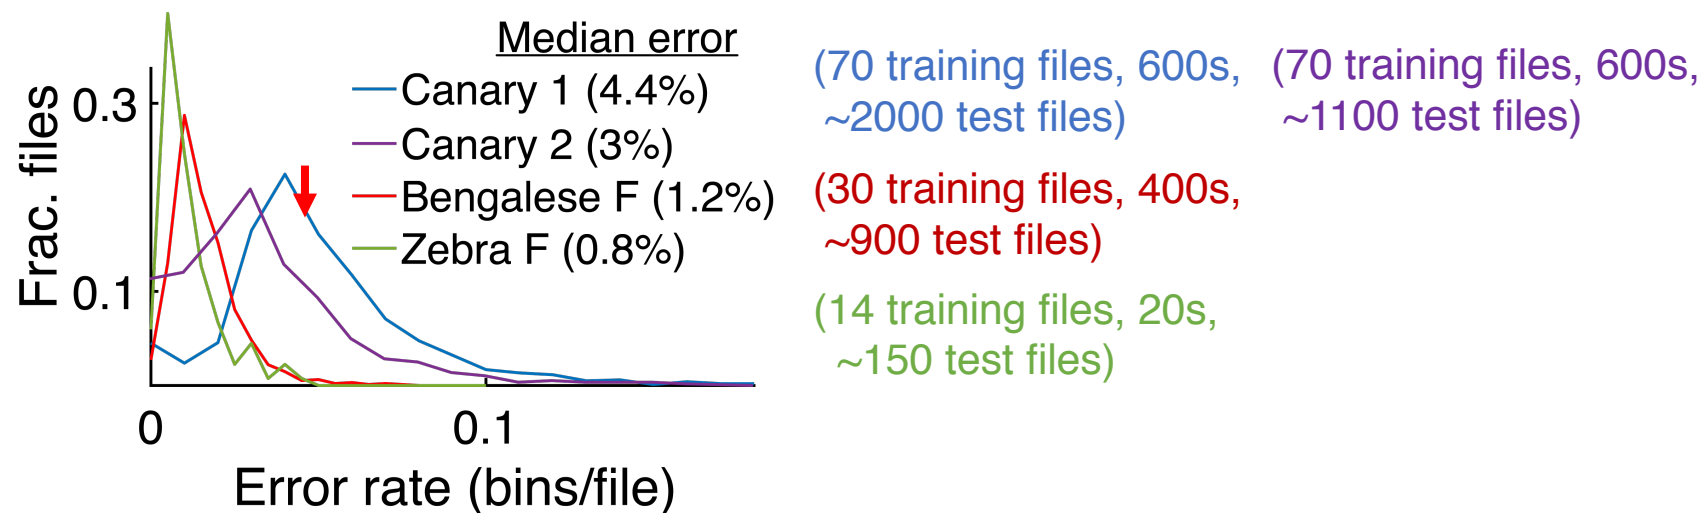 Median error
Canary 1 (4.4%)
Canary 2 (3%)
Bengalese F (1.2%)
Zebra F (0.8%)
Frac. files
0.3
0.1
0
0.1
Error rate (bins/file)
(70 training files, 600s,
~2000 test files)
(70 training files, 600s,
~1100 test files)
(30 training files, 400s,
~900 test files)
(14 training files, 20s,
~150 test files)